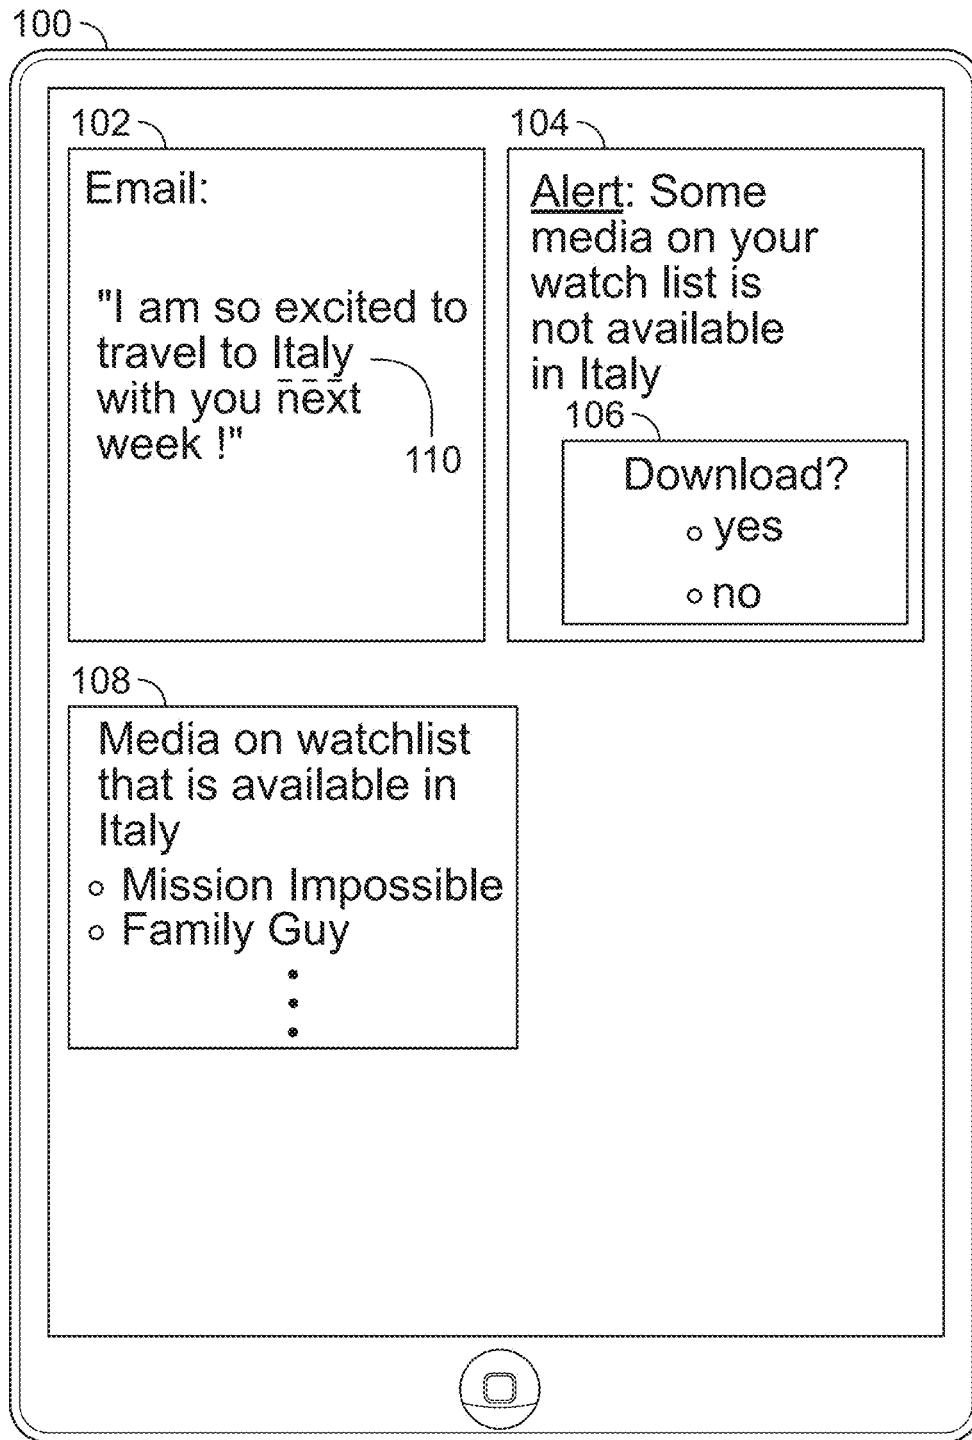 100
102
Email:
"I am so excited to
travel to Italy
with you next
week !"
110
104
Alert: Some
media on your
watch list is
not available
in Italy
106
Download?
yes
no
108
Media on watchlist
that is available in
Italy
Mission Impossible
Family Guy